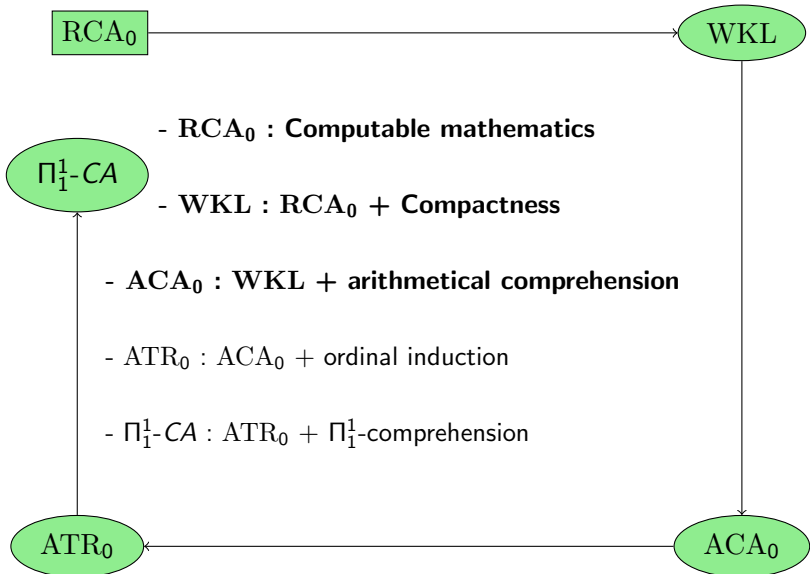 RCA₀ WKL
- RCA₀ : Computable mathematics
Π¹₁-CA
- WKL : RCA₀ + Compactness
- ACA₀ : WKL + arithmetical comprehension
- ATR₀ : ACA₀ + ordinal induction
- Π¹₁-CA : ATR₀ + Π¹₁-comprehension
ATR₀ ACA₀